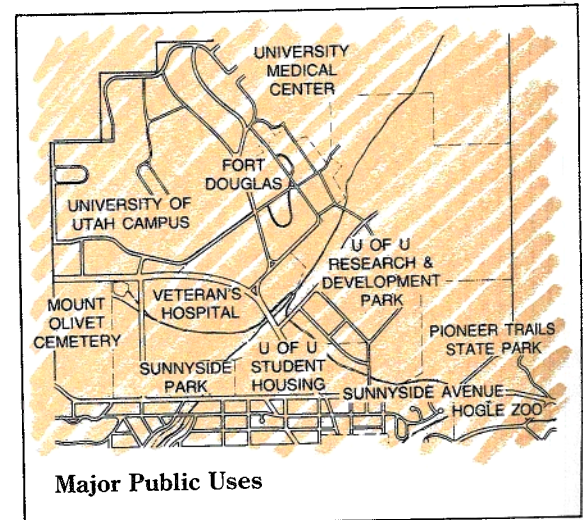 UNIVERSITY
MEDICAL
CENTER
FORT
DOUGLAS
UNIVERSITY OF
UTAH CAMPUS
U OF U
RESEARCH &
DEVELOPMENT
PARK
MOUNT
OLIVET
CEMETERY
VETERAN'S
HOSPITAL
PIONEER TRAILS
STATE PARK
SUNNYSIDE
PARK
U OF U
STUDENT
HOUSING
SUNNYSIDE AVENUE
HOGLE ZOO
Major Public Uses